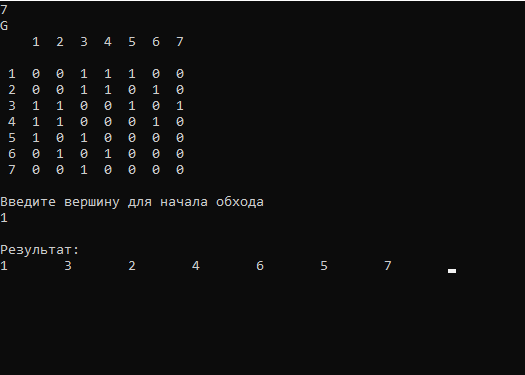 7
G
1 2 3 4 5 6 7
1 0 0 1 1 1 0 0
2 0 0 1 1 0 1 0
3 1 1 0 0 1 0 1
4 1 1 0 0 0 1 0
5 1 0 1 0 0 0 0
6 0 1 0 1 0 0 0
7 0 0 1 0 0 0 0
Введите вершину для начала обхода
1
Результат:
1 3 2 4 6 5 7